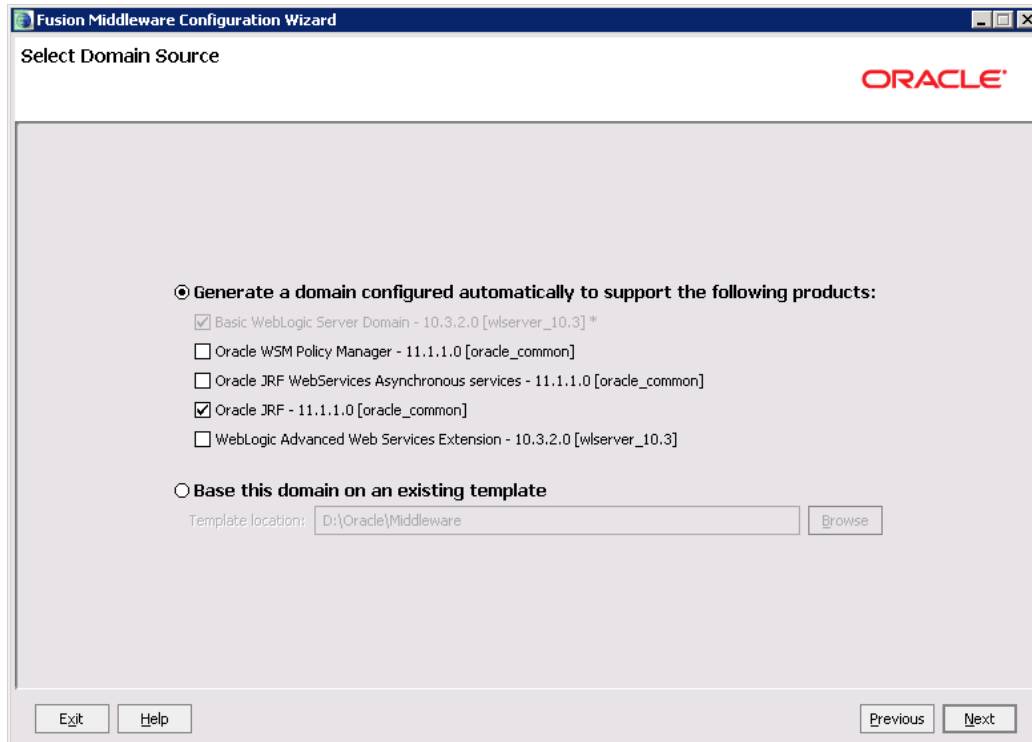 Fusion Middleware Configuration Wizard
Select Domain Source
ORACLE
Generate a domain configured automatically to support the following products:
Basic WebLogic Server Domain - 10.3.2.0 [wlserver_10.3] *
Oracle WSM Policy Manager - 11.1.1.0 [oracle_common]
Oracle JRF WebServices Asynchronous services - 11.1.1.0 [oracle_common]
Oracle JRF - 11.1.1.0 [oracle_common]
WebLogic Advanced Web Services Extension - 10.3.2.0 [wlserver_10.3]
Base this domain on an existing template
Template location: D:\Oracle\Middleware Browse
Exit Help Previous Next